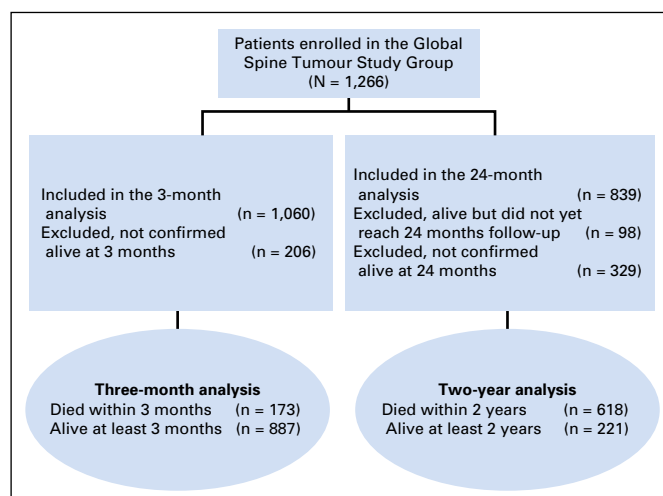 Patients enrolled in the Global
Spine Tumour Study Group
(N = 1,266)
Included in the 3-month
analysis (n = 1,060)
Excluded, not confirmed
alive at 3 months (n = 206)
Included in the 24-month
analysis (n = 839)
Excluded, alive but did not yet
reach 24 months follow-up (n = 98)
Excluded, not confirmed
alive at 24 months (n = 329)
Three-month analysis
Died within 3 months (n = 173)
Alive at least 3 months (n = 887)
Two-year analysis
Died within 2 years (n = 618)
Alive at least 2 years (n = 221)